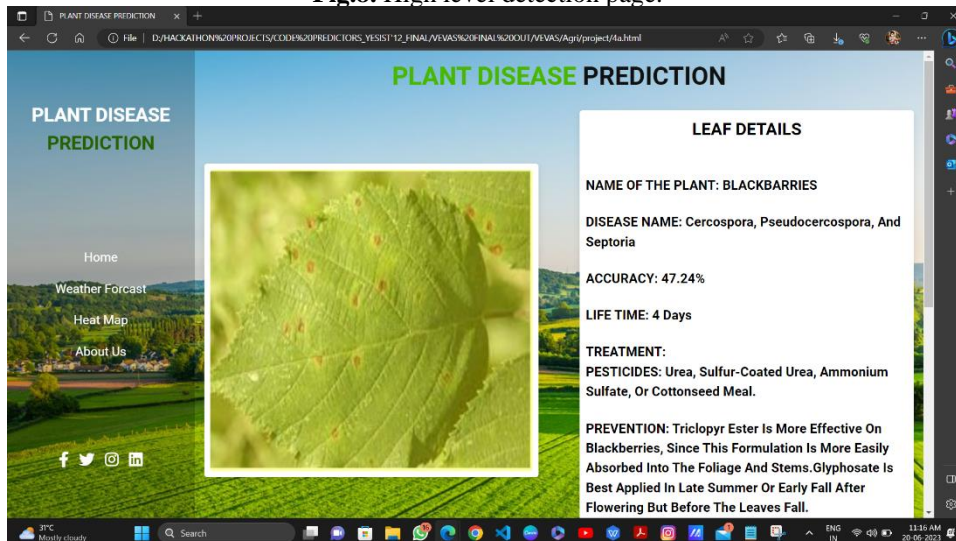 Fig.8. High level detection page.
PLANT DISEASE PREDICTION
File D:/HACKATHON%20PROJECTS/CODE%20PREDICTORS_YESIST'12_FINAL/VEVAS%20FINAL%20OUT/VEVAS/Agri/project/4a.html
PLANT DISEASE
PREDICTION
Home
Weather Forcast
Heat Map
About Us
PLANT DISEASE PREDICTION
LEAF DETAILS
NAME OF THE PLANT: BLACKBARRIES
DISEASE NAME: Cercospora, Pseudocercospora, And
Septoria
ACCURACY: 47.24%
LIFE TIME: 4 Days
TREATMENT:
PESTICIDES: Urea, Sulfur-Coated Urea, Ammonium
Sulfate, Or Cottonseed Meal.
PREVENTION: Triclopyr Ester Is More Effective On
Blackberries, Since This Formulation Is More Easily
Absorbed Into The Foliage And Stems.Glyphosate Is
Best Applied In Late Summer Or Early Fall After
Flowering But Before The Leaves Fall.
31°C
Mostly cloudy
Search
ENG
IN
11:16 AM
20-06-2023